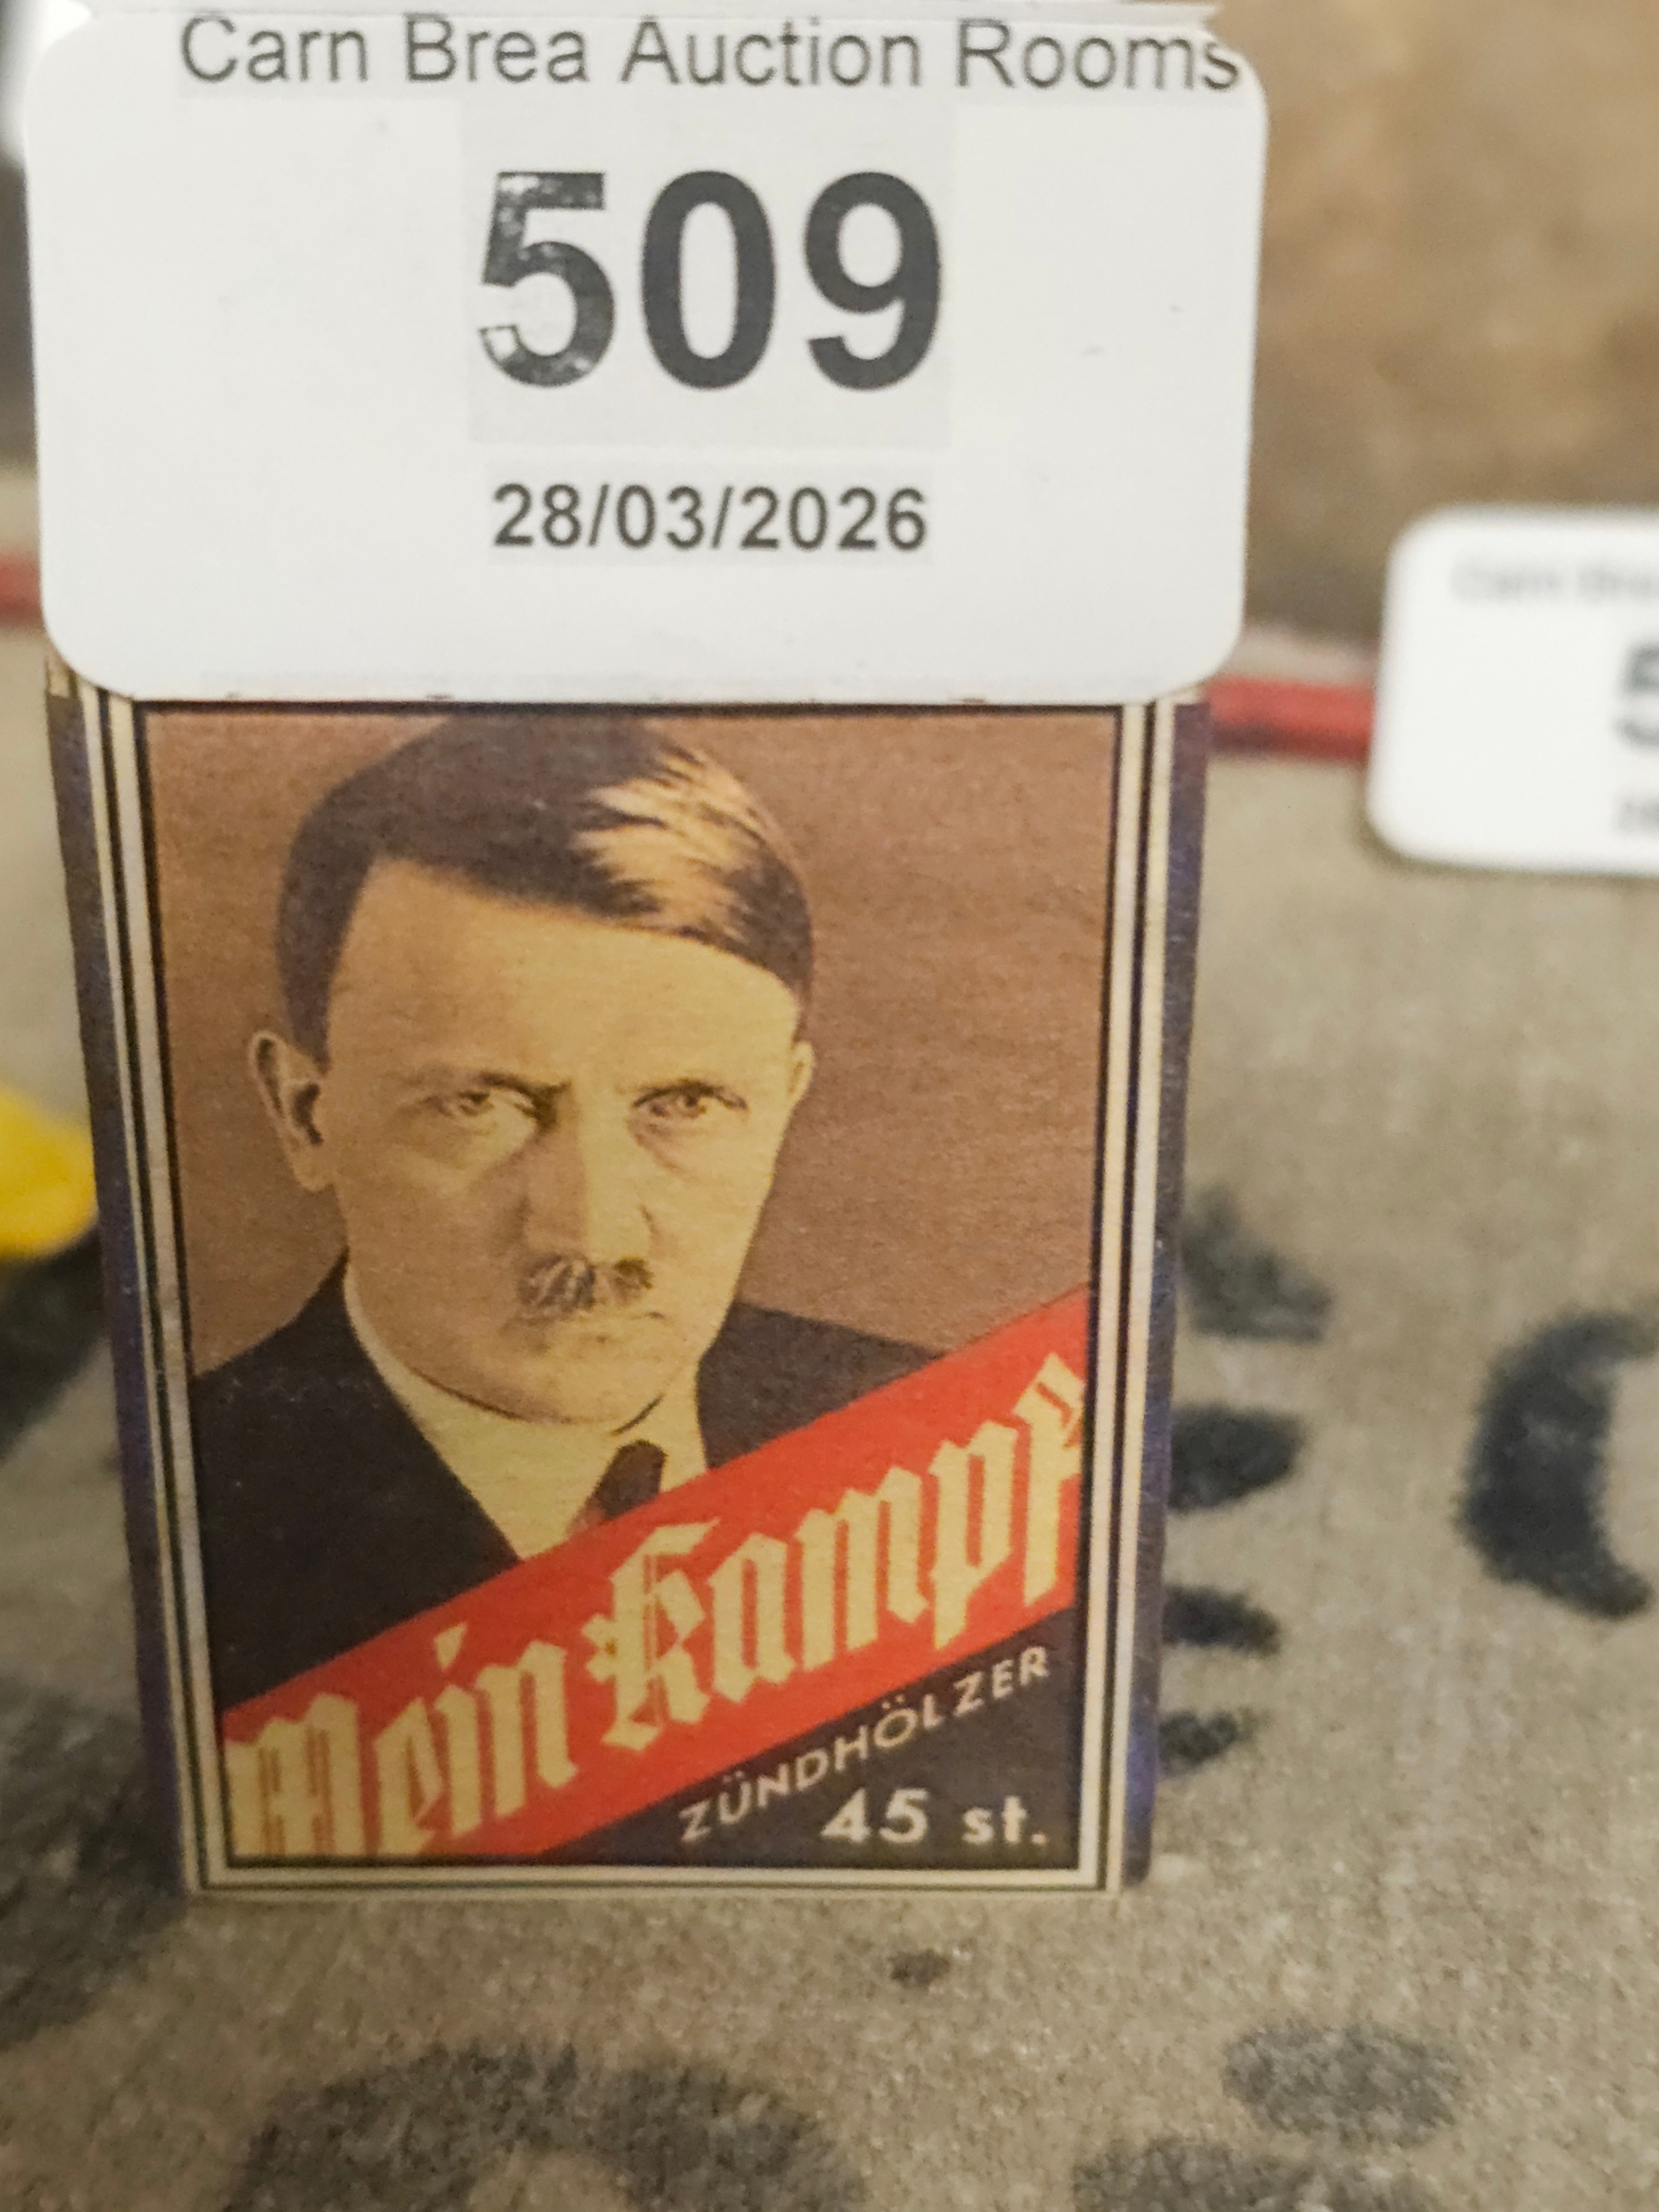 Carn Brea Auction Rooms
509
28/03/2026
Mein Kampf
ZÜNDHÖLZER
45 st.